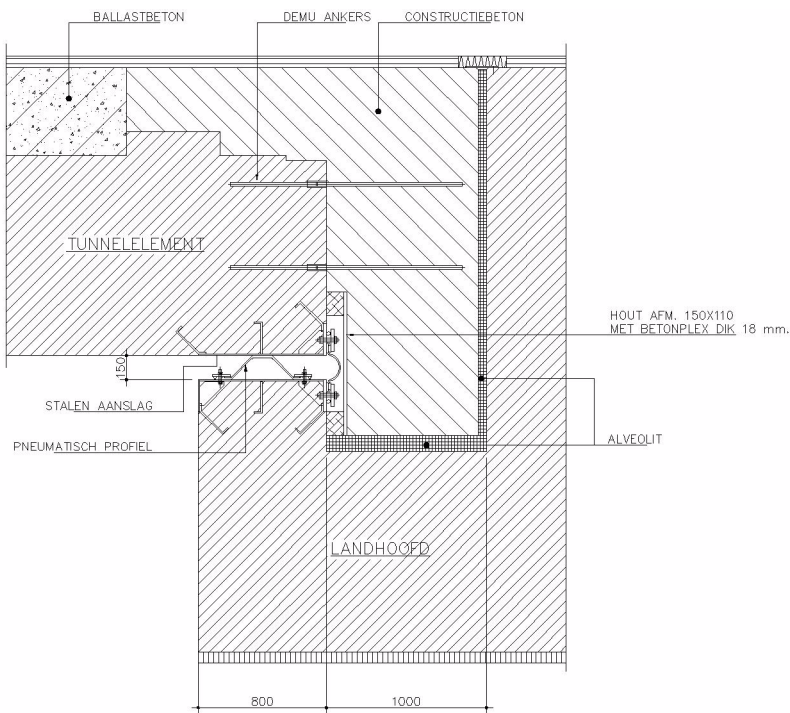 BALLASTBETON
DEMU ANKERS
CONSTRUCTIEBETON
TUNNELELEMENT
HOUT AFM. 150X110
MET BETONPLEX DIK 18 mm.
150
STALEN AANSLAG
PNEUMATISCH PROFIEL
ALVEOLIT
LANDHOOFD
800
1000